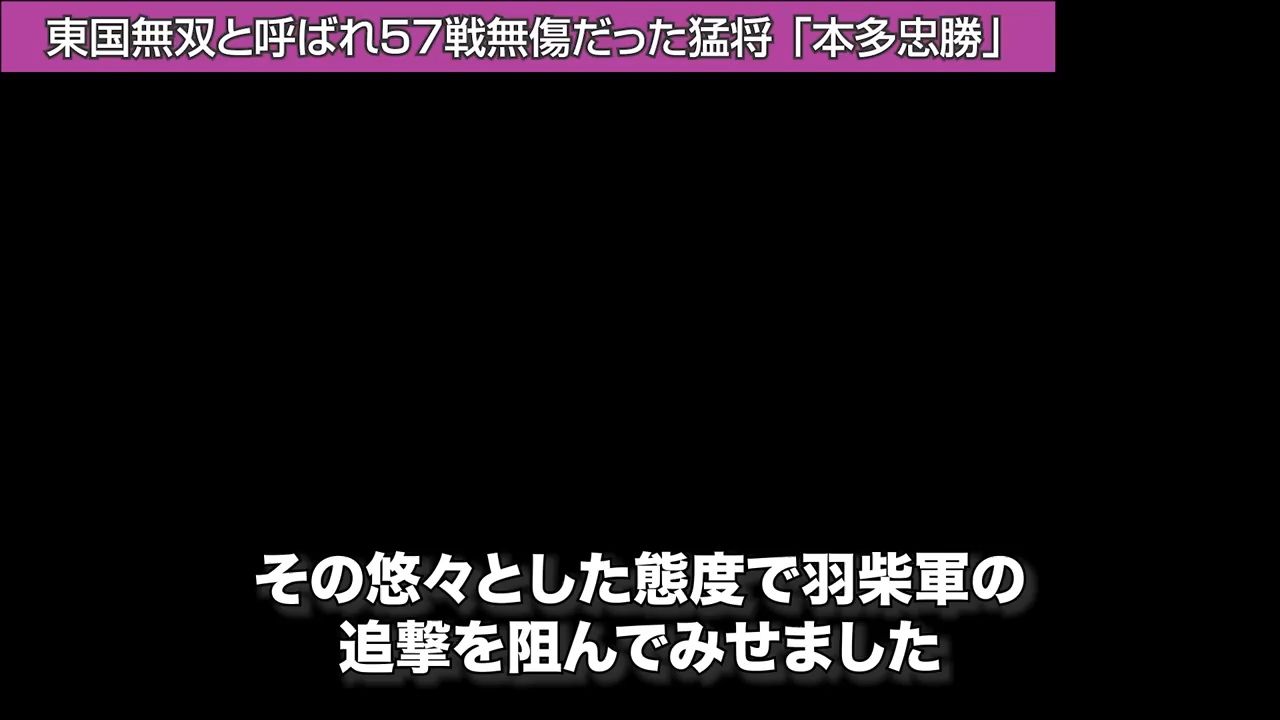 東国無双と呼ばれ57戦無傷だった猛将「本多忠勝」
その悠々とした態度で羽柴軍の
追撃を阻んでみせました